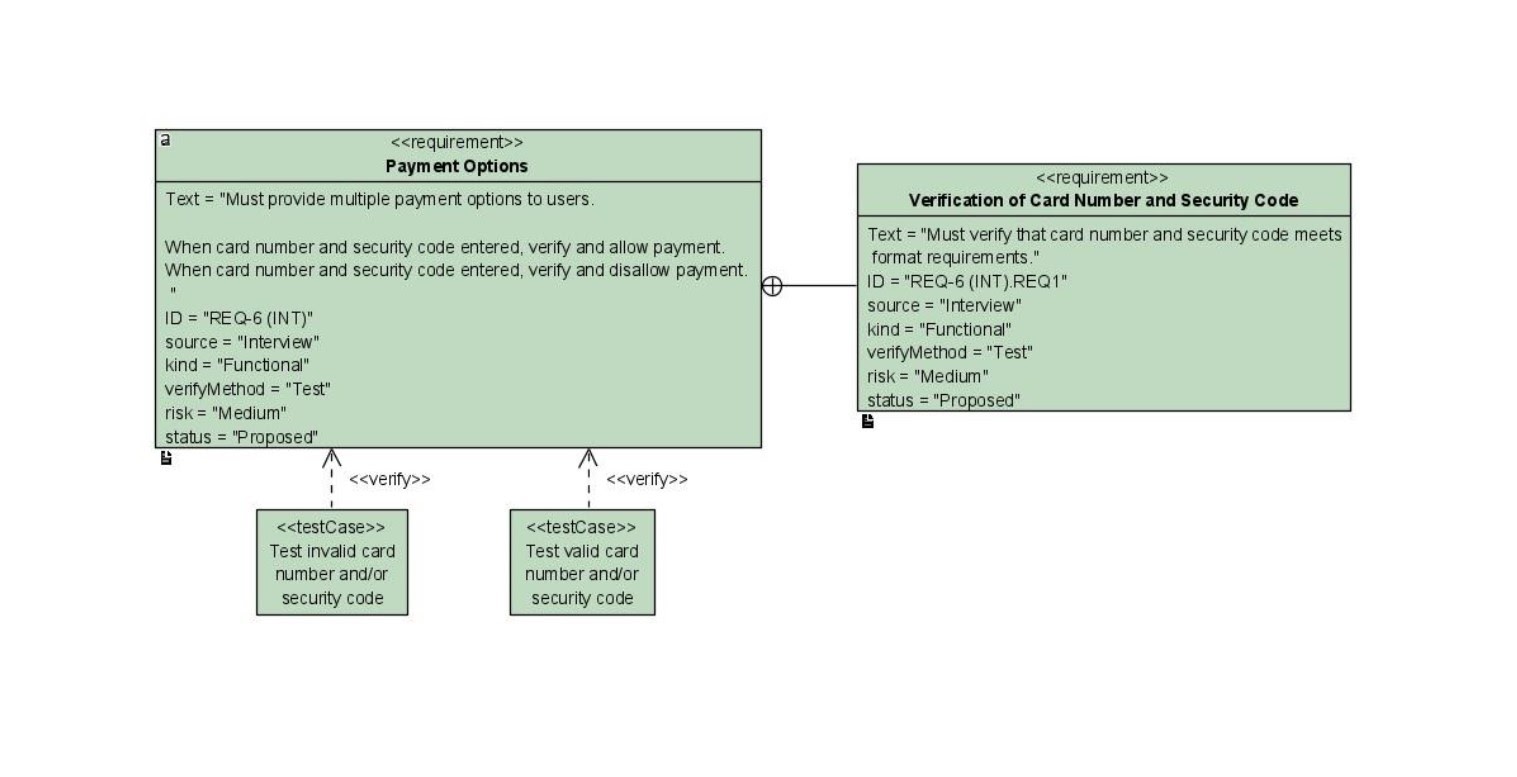 a
<<requirement>>
Payment Options
Text = "Must provide multiple payment options to users.
When card number and security code entered, verify and allow payment.
When card number and security code entered, verify and disallow payment.
"
ID = "REQ-6 (INT)"
source = "Interview"
kind = "Functional"
verifyMethod = "Test"
risk = "Medium"
status = "Proposed"
<<requirement>>
Verification of Card Number and Security Code
Text = "Must verify that card number and security code meets
format requirements."
ID = "REQ-6 (INT).REQ1"
source = "Interview"
kind = "Functional"
verifyMethod = "Test"
risk = "Medium"
status = "Proposed"
<<verify>>
<<verify>>
<<testCase>>
Test invalid card
number and/or
security code
<<testCase>>
Test valid card
number and/or
security code